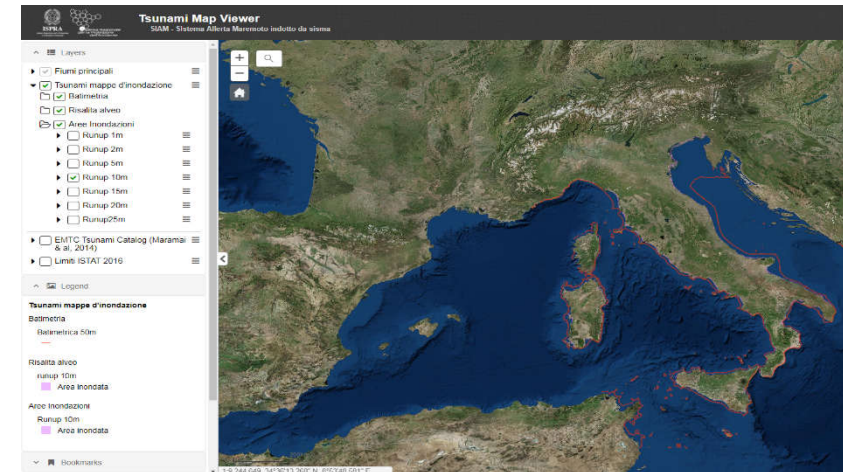 ISPRA
Tsunami Map Viewer
SIAM - Sistema Allerta Maremoto indotto da sisma
Layers
Fiumi principali
Tsunami mappe d'inondazione
Batimetria
Risalita alveo
Aree Inondazioni
Runup 1m
Runup 2m
Runup 5m
Runup 10m
Runup 15m
Runup 20m
Runup25m
EMTC Tsunami Catalog (Maramai
& al, 2014)
Limiti ISTAT 2016
Legend
Tsunami mappe d'inondazione
Batimetria
Batimetrica 50m
Risalita alveo
runup 10m
Area Inondata
Aree Inondazioni
Runup 10m
Area Inondata
Bookmarks